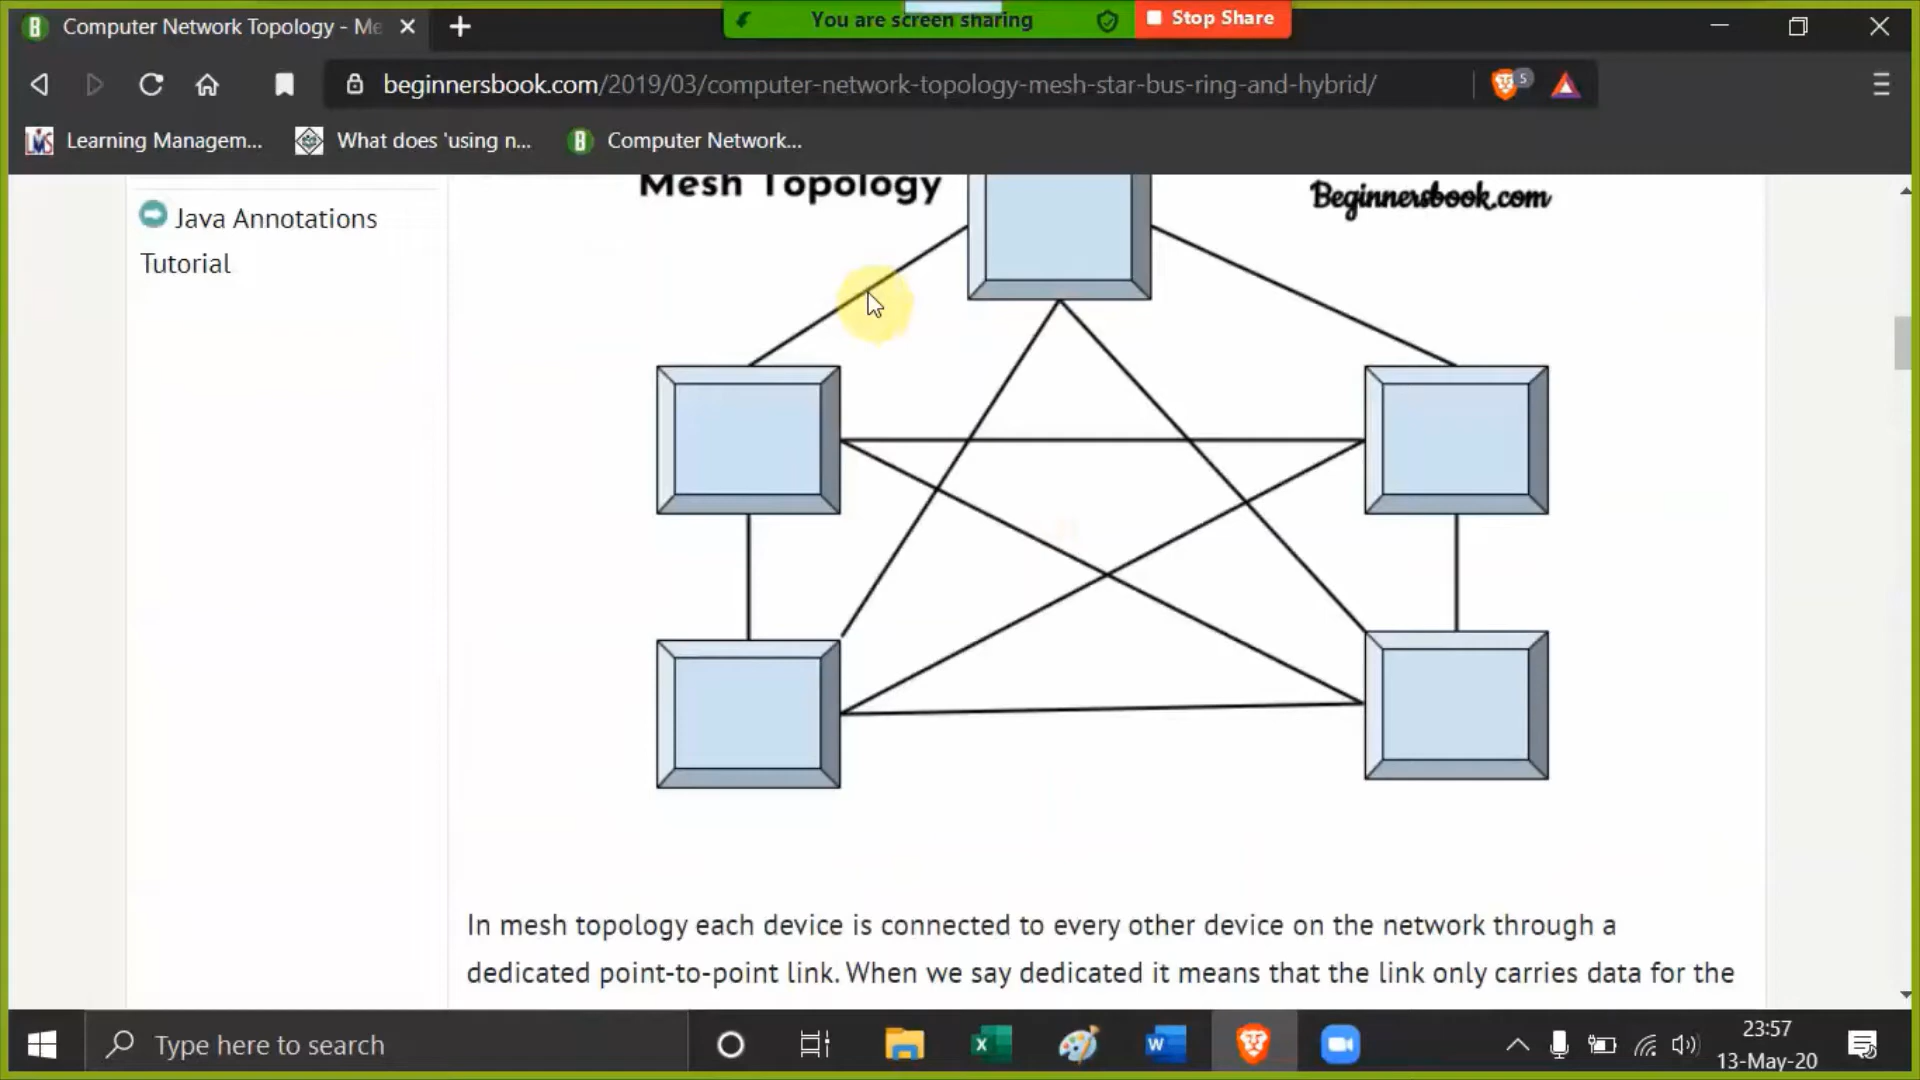 Computer Network Topology - Me
You are screen sharing
Stop Share
beginnersbook.com/2019/03/computer-network-topology-mesh-star-bus-ring-and-hybrid/
5
Learning Managem...
What does 'using n...
Computer Network...
Mesh Topology
Beginnersbook.com
Java Annotations
Tutorial
In mesh topology each device is connected to every other device on the network through a
dedicated point-to-point link. When we say dedicated it means that the link only carries data for the
Type here to search
23:57
13-May-20